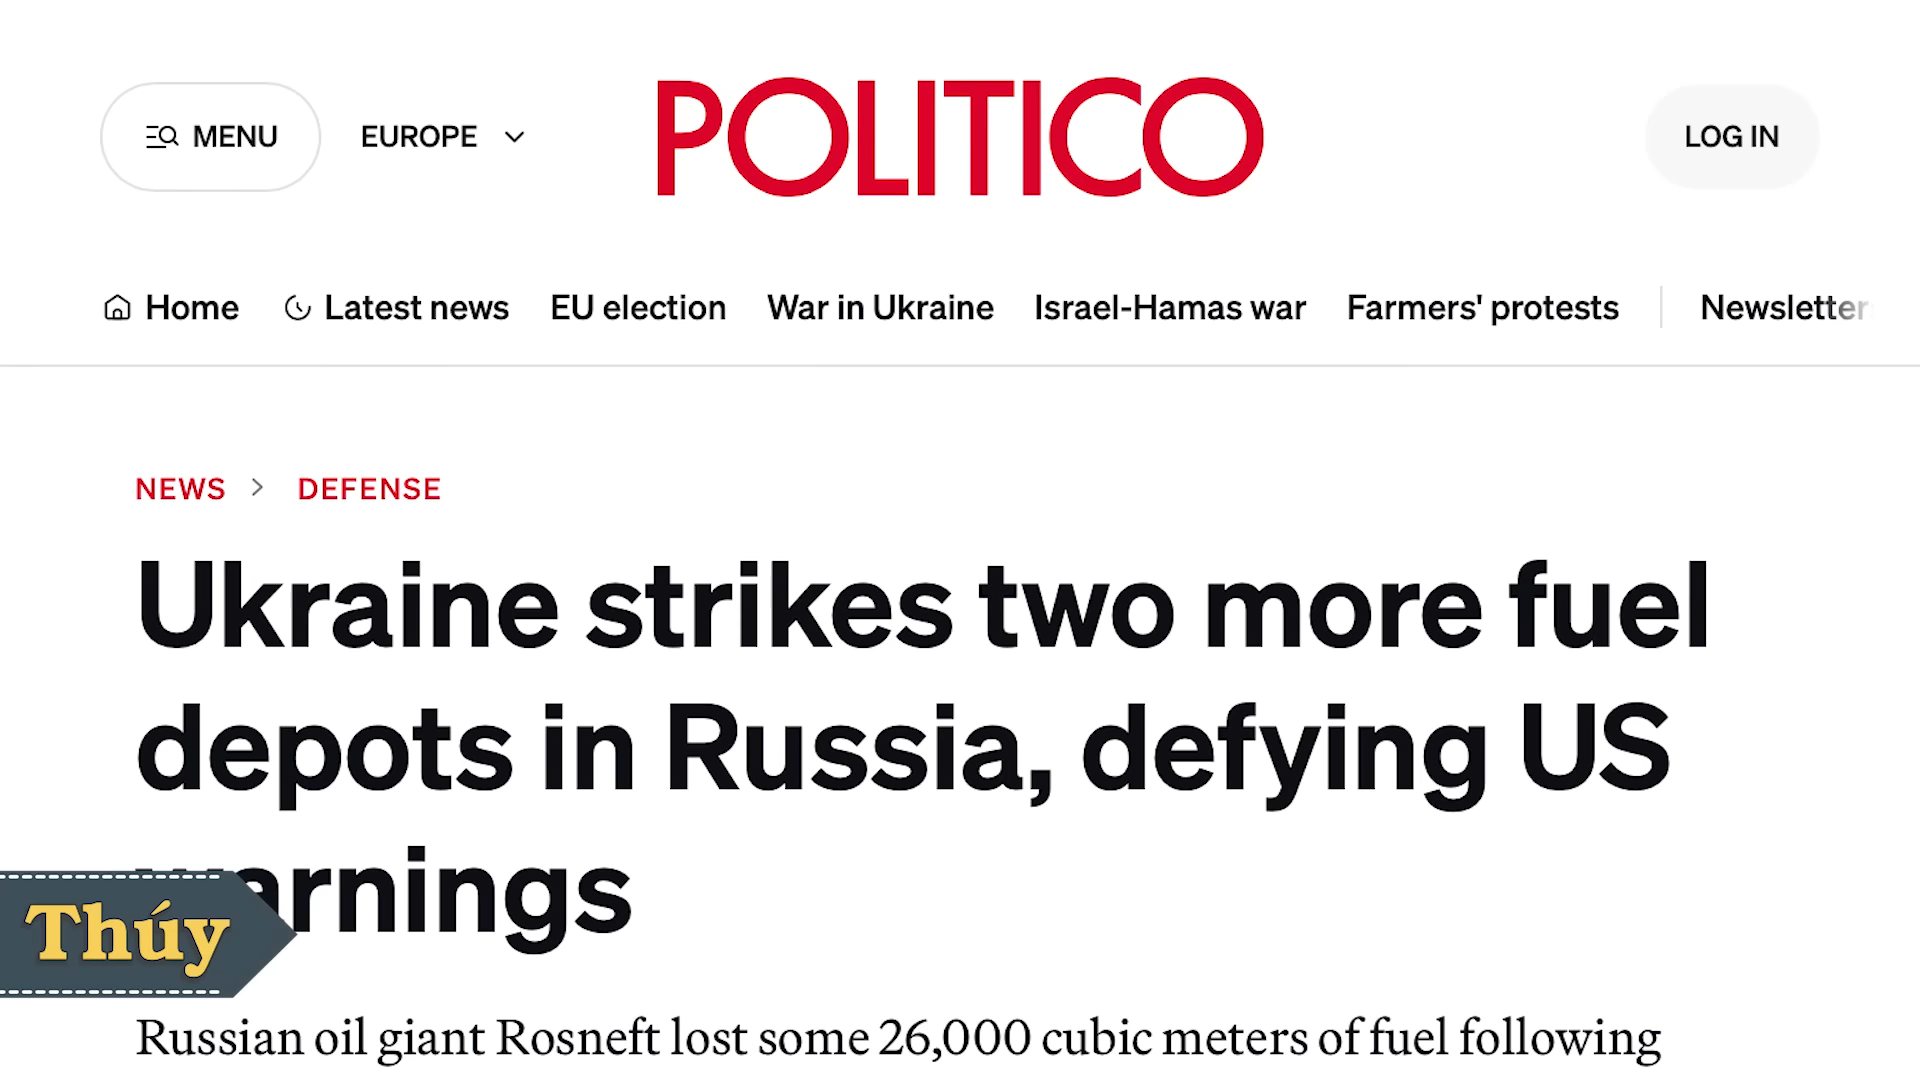 MENU
EUROPE
POLITICO
LOG IN
Home
Latest news
EU election
War in Ukraine
Israel-Hamas war
Farmers' protests
Newsletter
NEWS > DEFENSE
Ukraine strikes two more fuel
depots in Russia, defying US
warnings
Thúy
Russian oil giant Rosneft lost some 26,000 cubic meters of fuel following